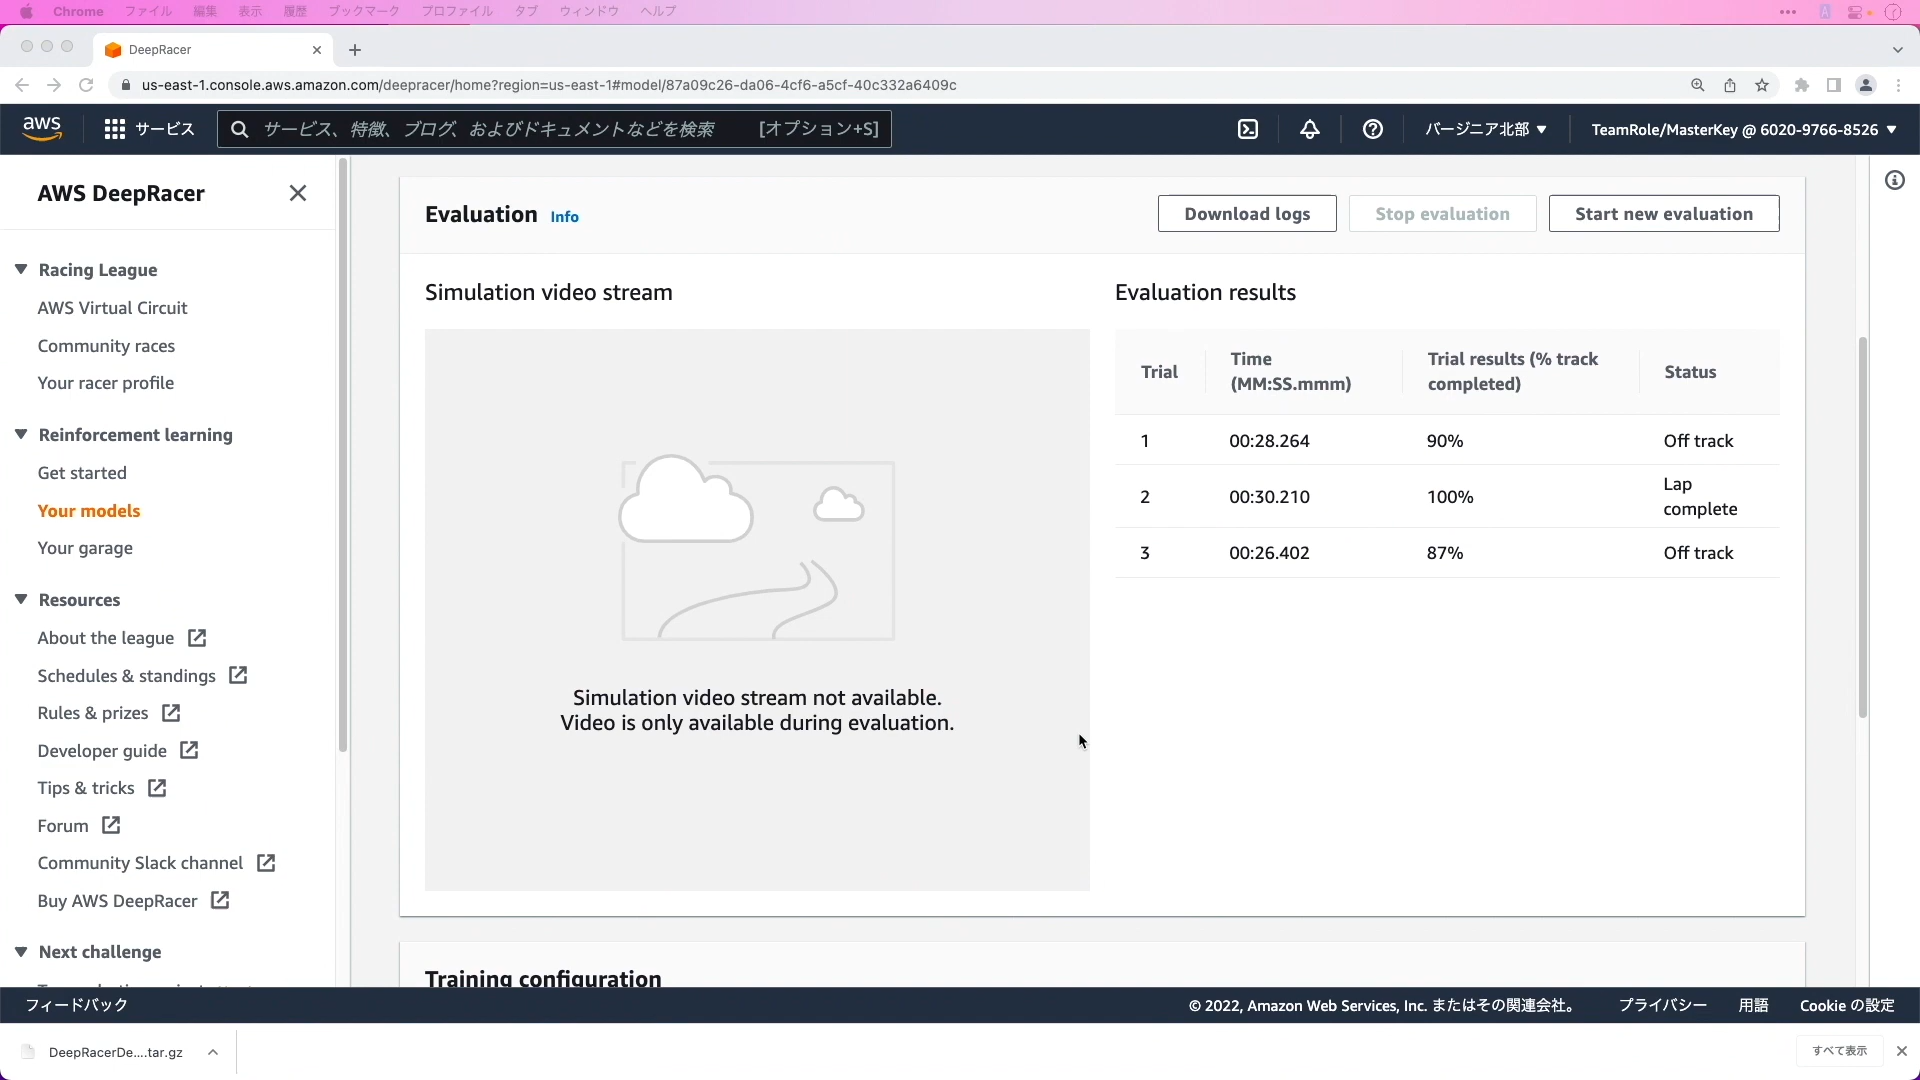 Chrome ファイル 編集 表示 履歴 ブックマーク プロファイル タブ ウィンドウ ヘルプ
DeepRacer
us-east-1.console.aws.amazon.com/deepracer/home?region=us-east-1#model/87a09c26-da06-4cf6-a5cf-40c332a6409c
aws サービス サービス、特徴、ブログ、およびドキュメントなどを検索 [オプション+S] バージニア北部 TeamRole/MasterKey @ 6020-9766-8526
AWS DeepRacer
Racing League
AWS Virtual Circuit
Community races
Your racer profile
Reinforcement learning
Get started
Your models
Your garage
Resources
About the league
Schedules & standings
Rules & prizes
Developer guide
Tips & tricks
Forum
Community Slack channel
Buy AWS DeepRacer
Next challenge
Evaluation Info
Download logs Stop evaluation Start new evaluation
Simulation video stream
Simulation video stream not available.
Video is only available during evaluation.
Evaluation results
Trial Time (MM:SS.mmm) Trial results (% track completed) Status
1 00:28.264 90% Off track
2 00:30.210 100% Lap complete
3 00:26.402 87% Off track
Training configuration
フィードバック © 2022, Amazon Web Services, Inc. またはその関連会社。 プライバシー 用語 Cookie の設定
DeepRacerDe....tar.gz すべて表示